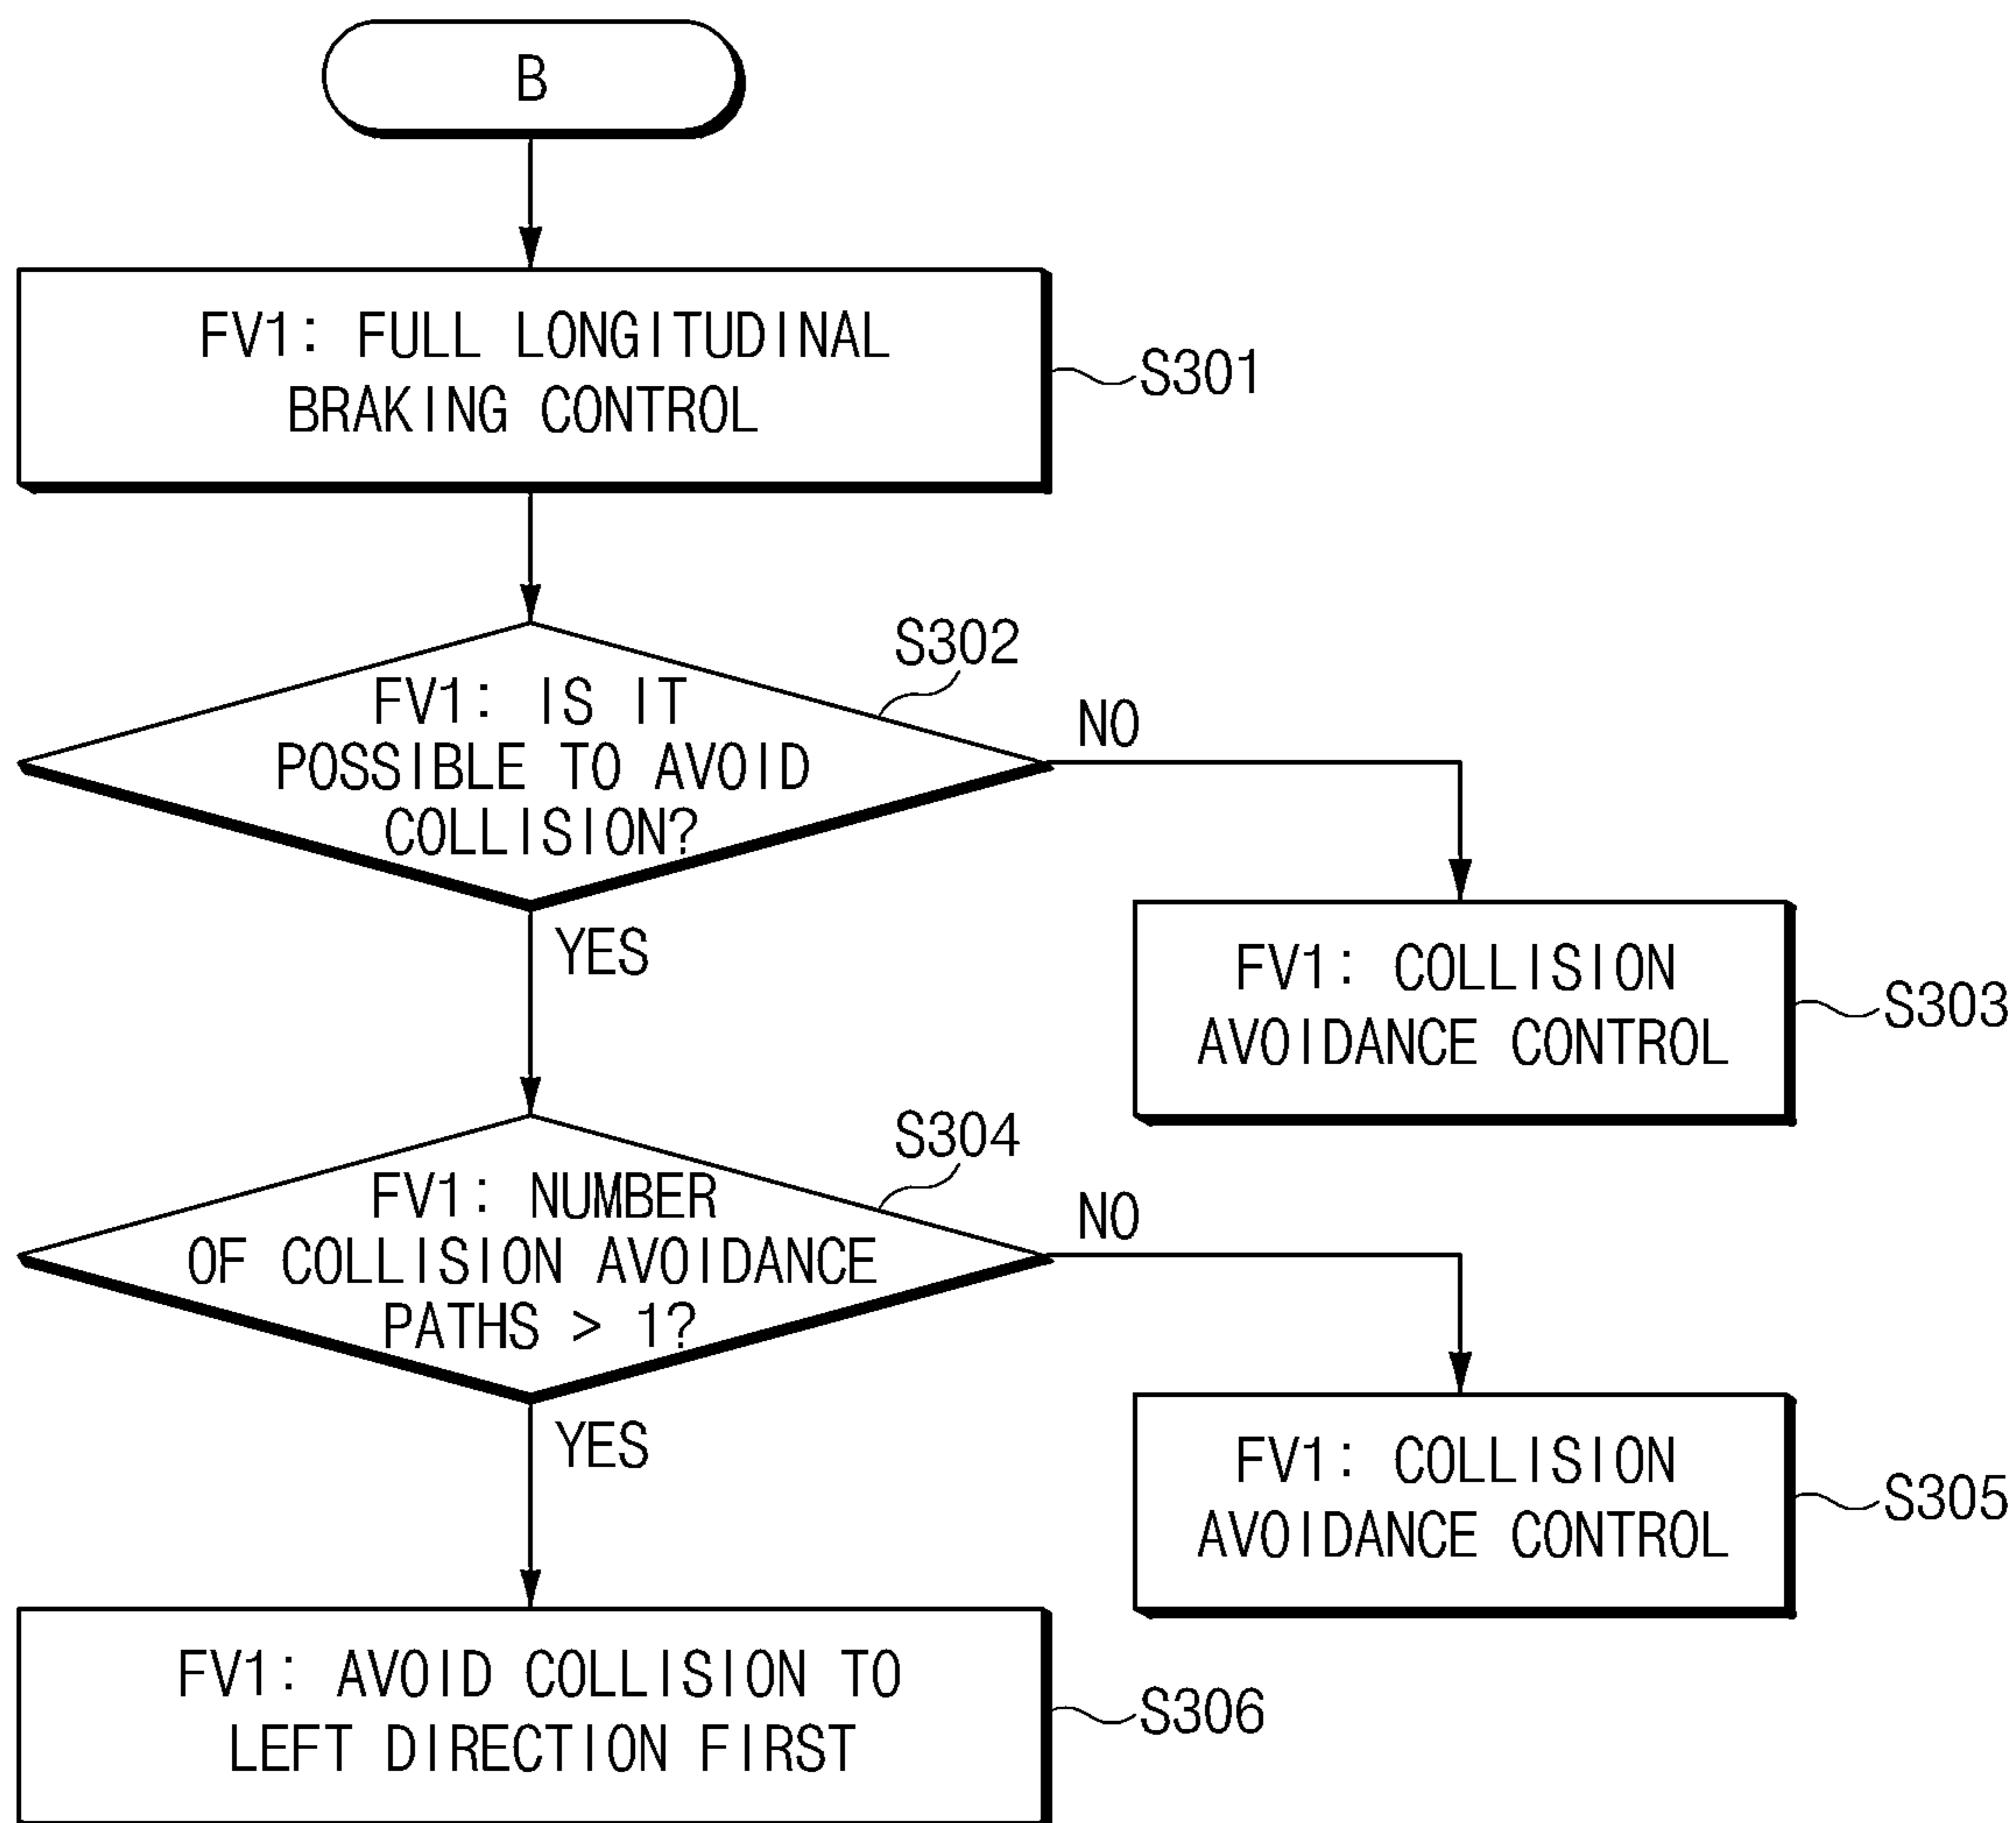 B
FV1: FULL LONGITUDINAL
BRAKING CONTROL
S301
S302
FV1: IS IT
POSSIBLE TO AVOID
COLLISION?
NO
YES
FV1: COLLISION
AVOIDANCE CONTROL
S303
S304
FV1: NUMBER
OF COLLISION AVOIDANCE
PATHS > 1?
NO
YES
FV1: COLLISION
AVOIDANCE CONTROL
S305
FV1: AVOID COLLISION TO
LEFT DIRECTION FIRST
S306